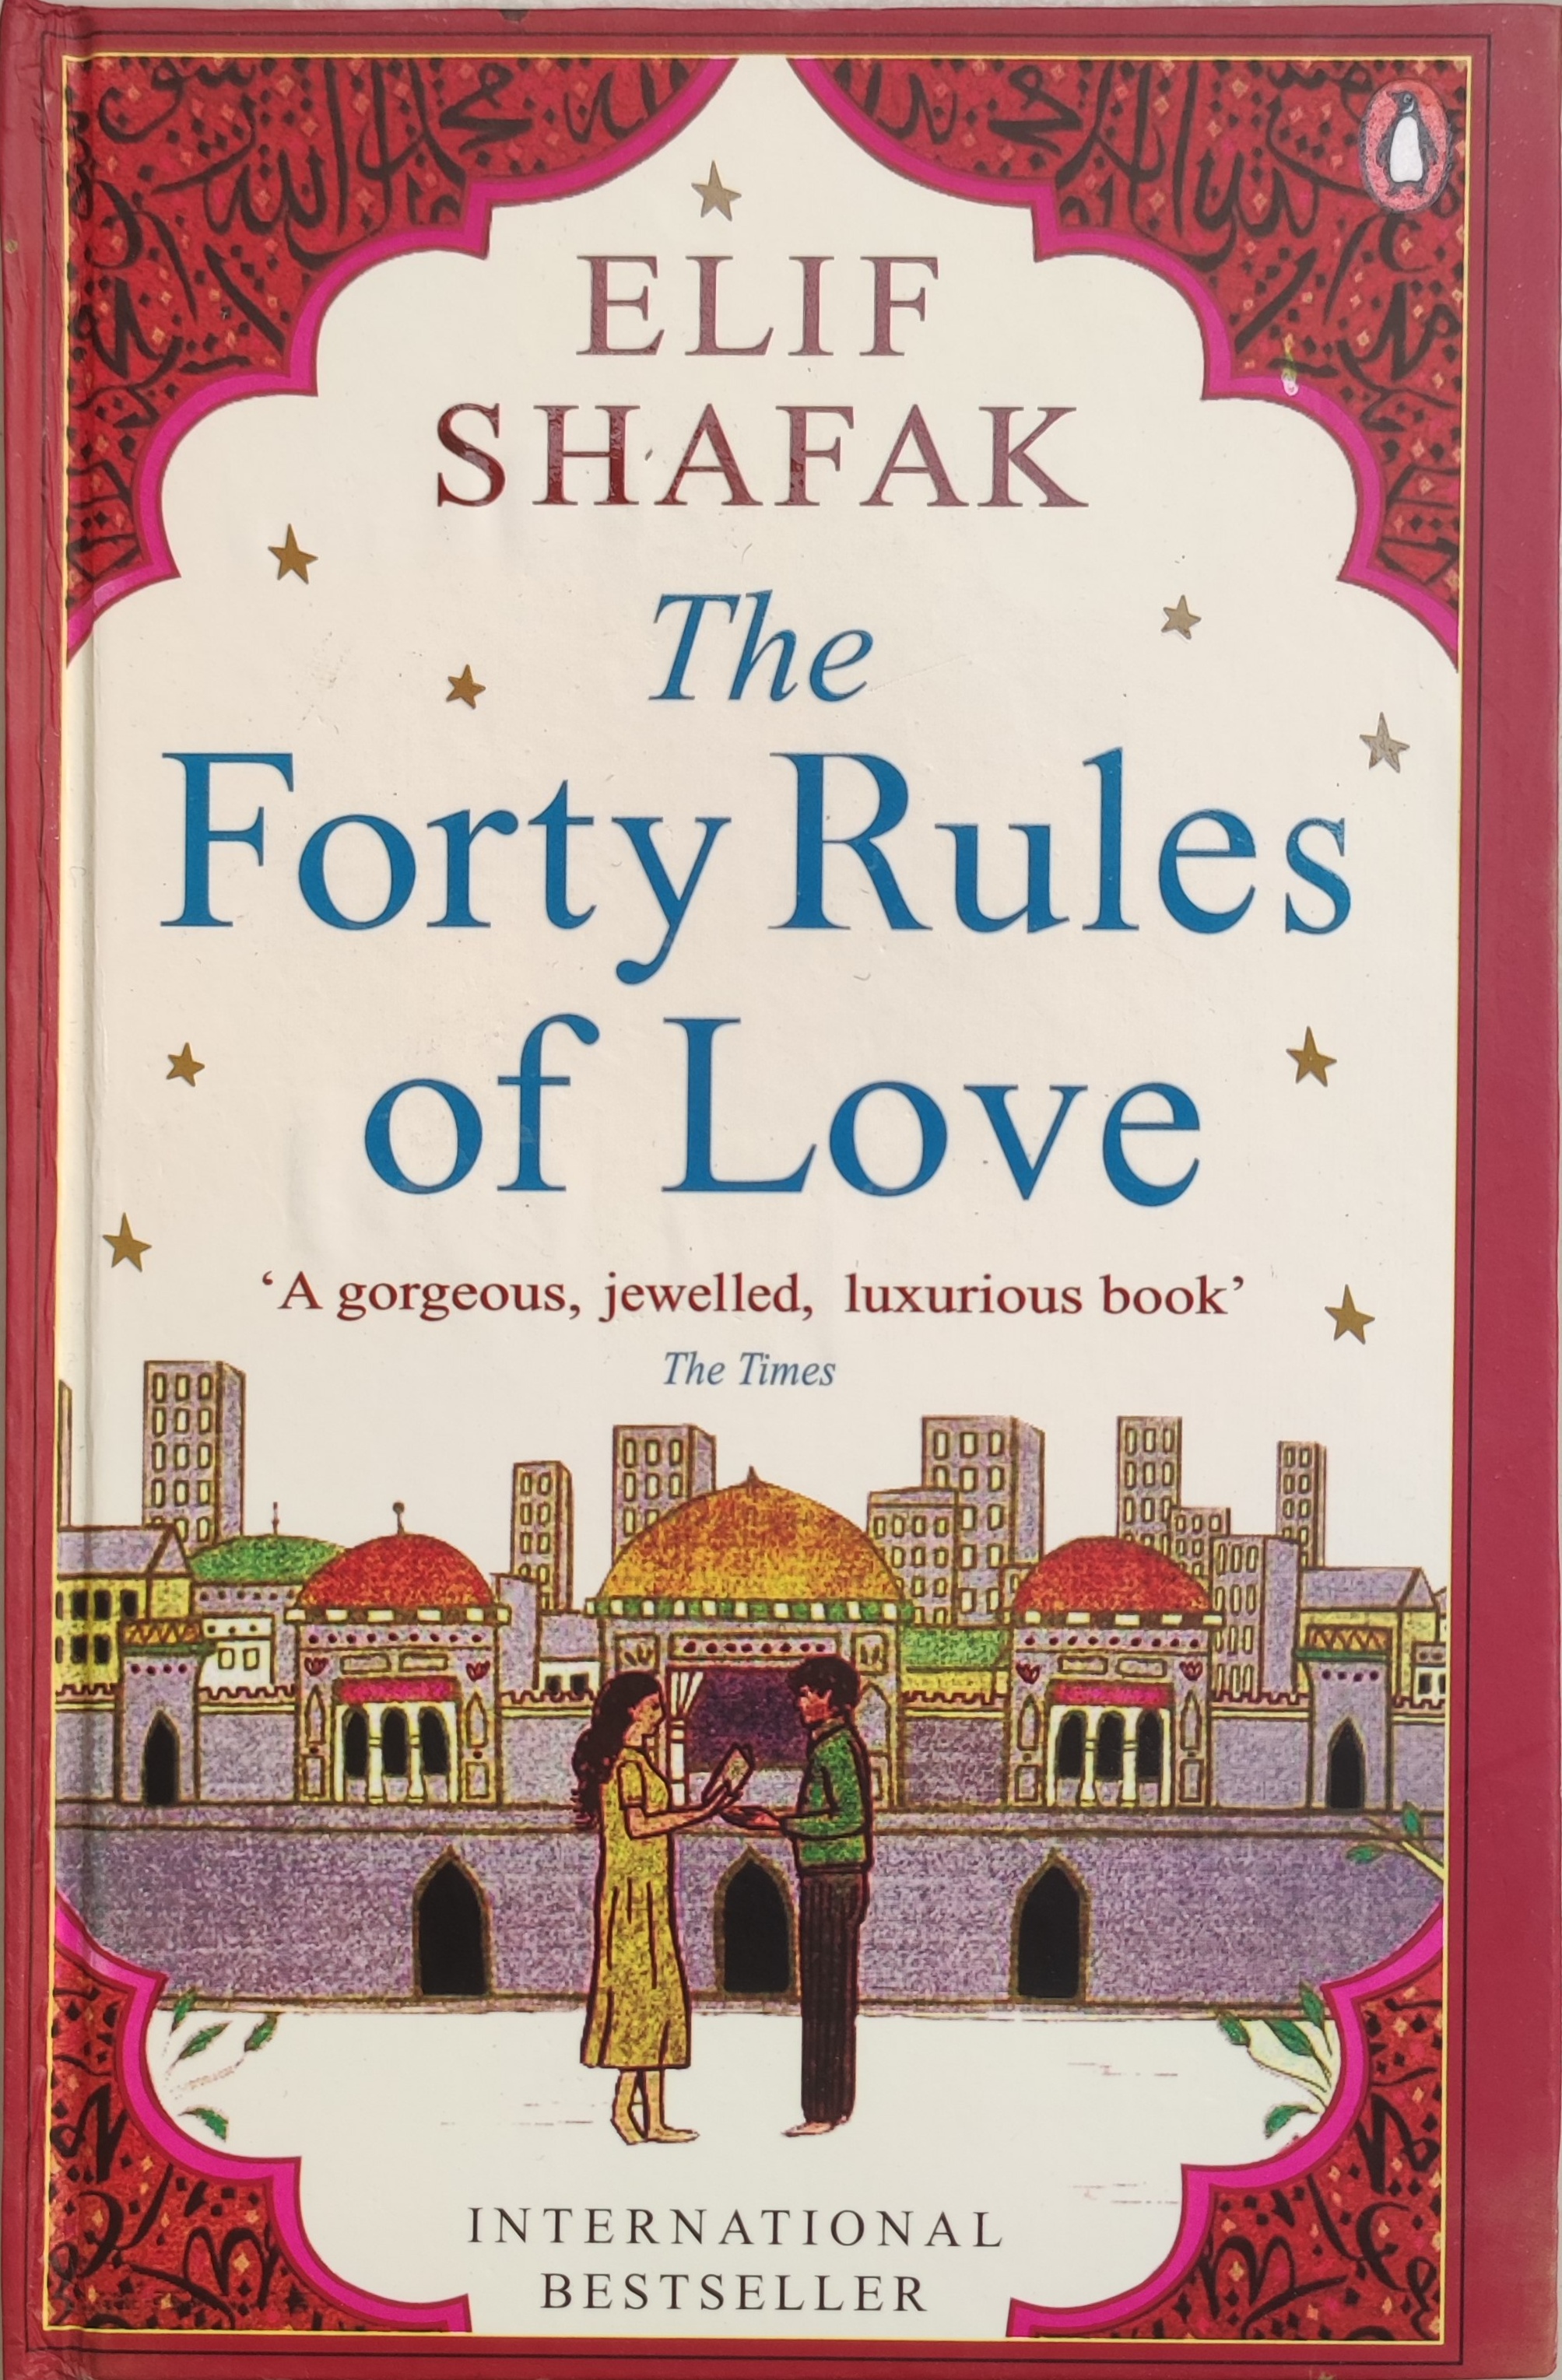 ELIF
SHAFAK
The
Forty Rules
of Love
‘A gorgeous, jewelled, luxurious book’
The Times
INTERNATIONAL
BESTSELLER